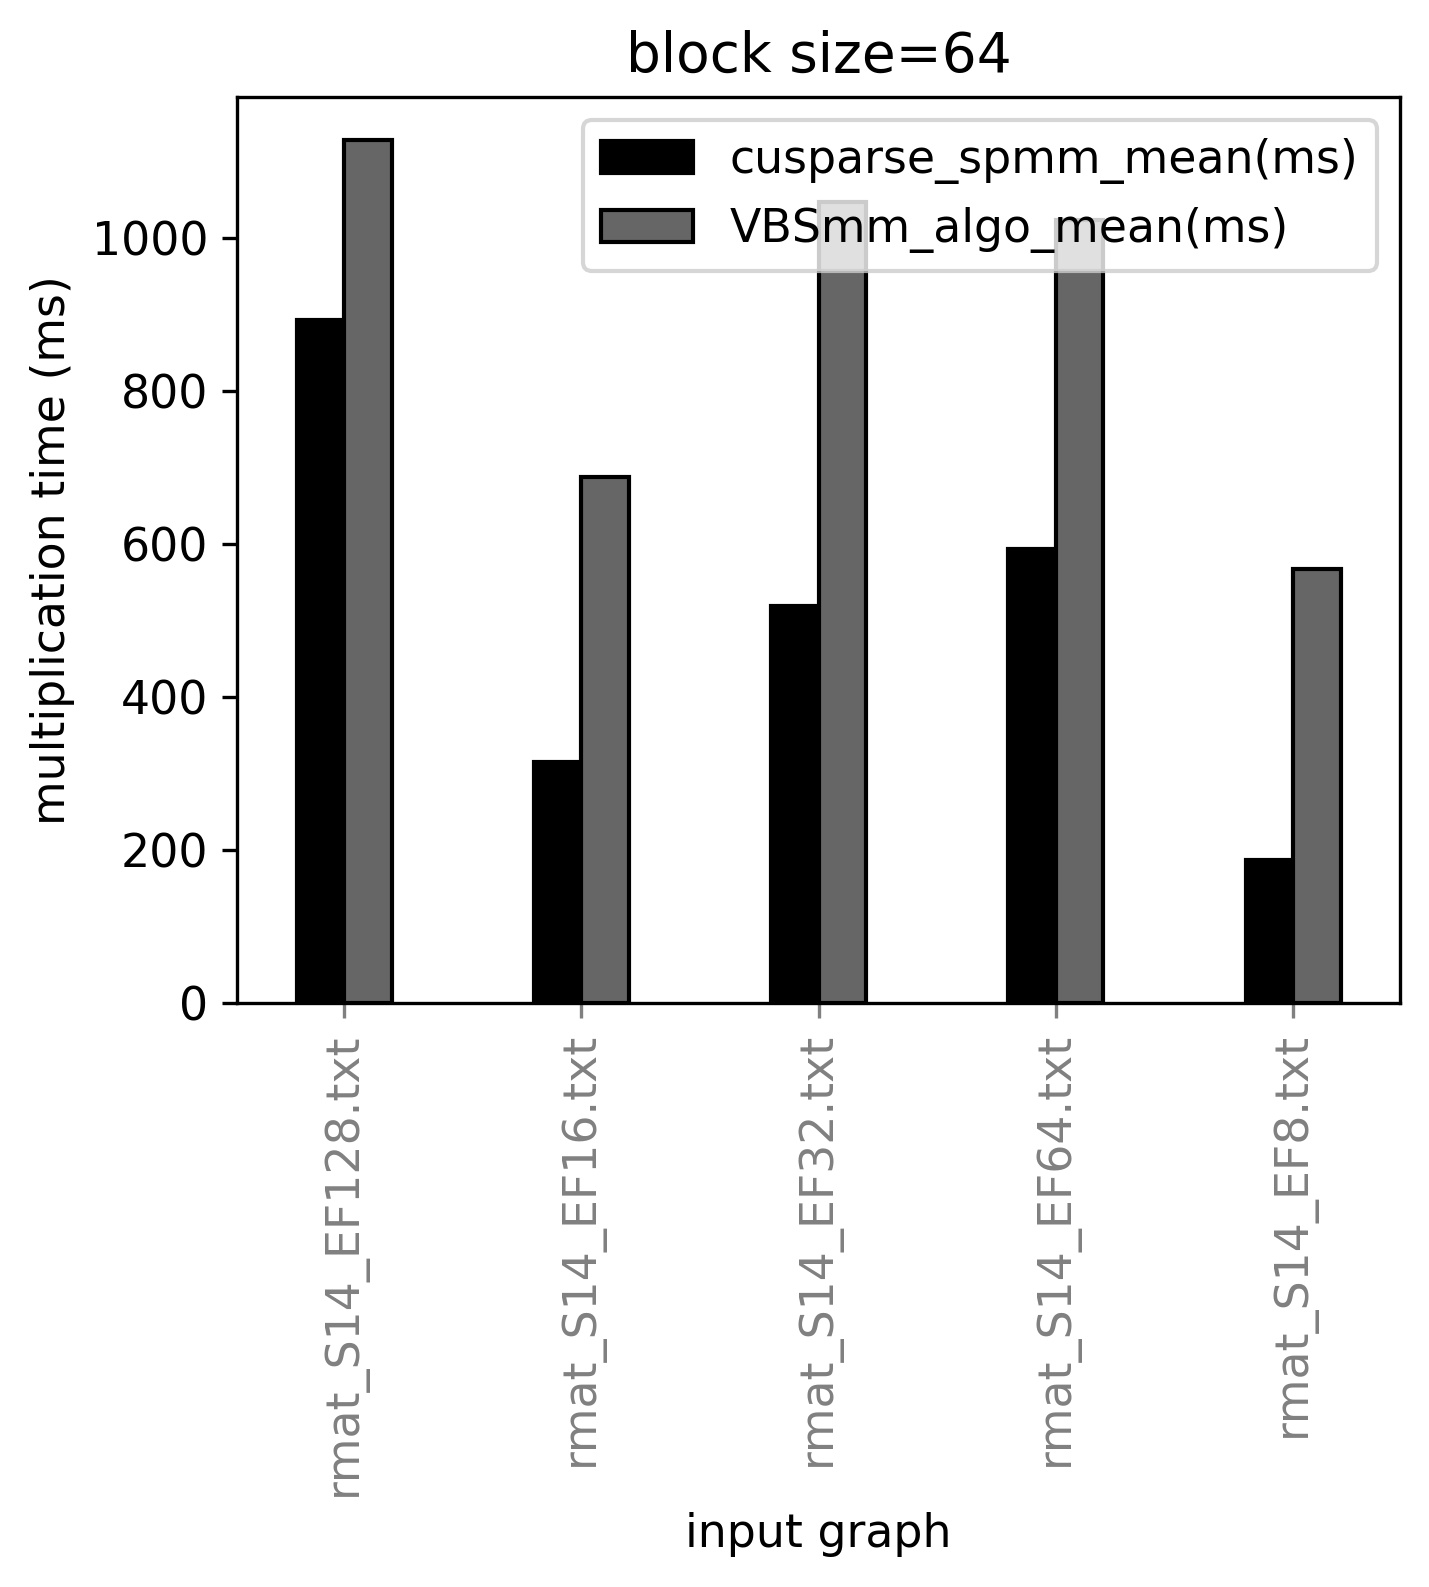 block size=64
cusparse_spmm_mean(ms)
VBSmm_algo_mean(ms)
multiplication time (ms)
1000
800
600
400
200
0
rmat_S14_EF128.txt
rmat_S14_EF16.txt
rmat_S14_EF32.txt
rmat_S14_EF64.txt
rmat_S14_EF8.txt
input graph